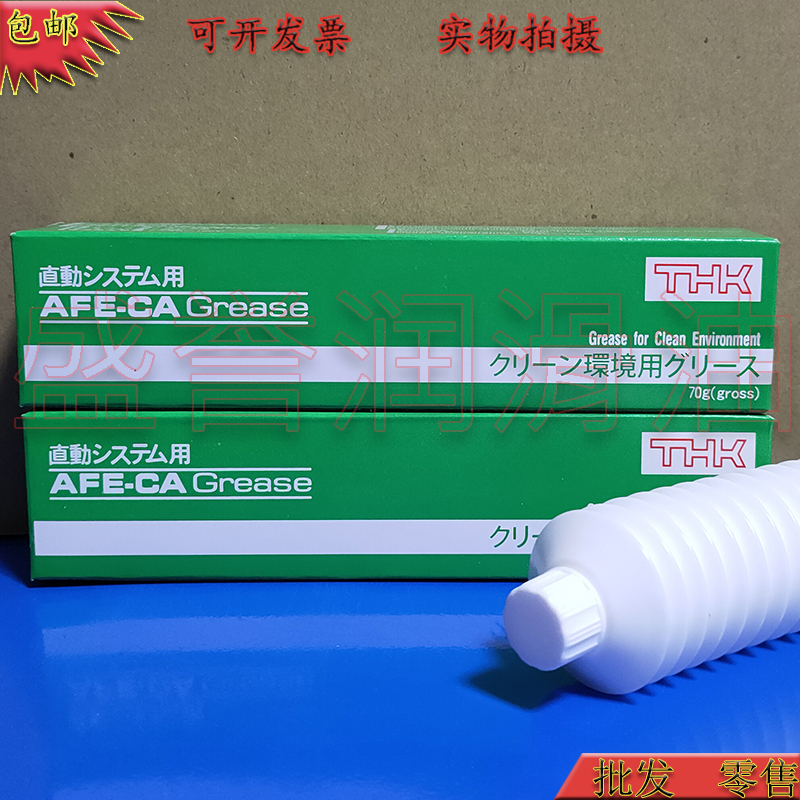 包邮
可开发票 实物拍摄
直動システム用
AFE-CA Grease
THK
Grease for Clean Environment
クリーン環境用グリース
70g(gross)
盛誉润滑油
直動システム用
AFE-CA Grease
THK
クリー
批发 零售